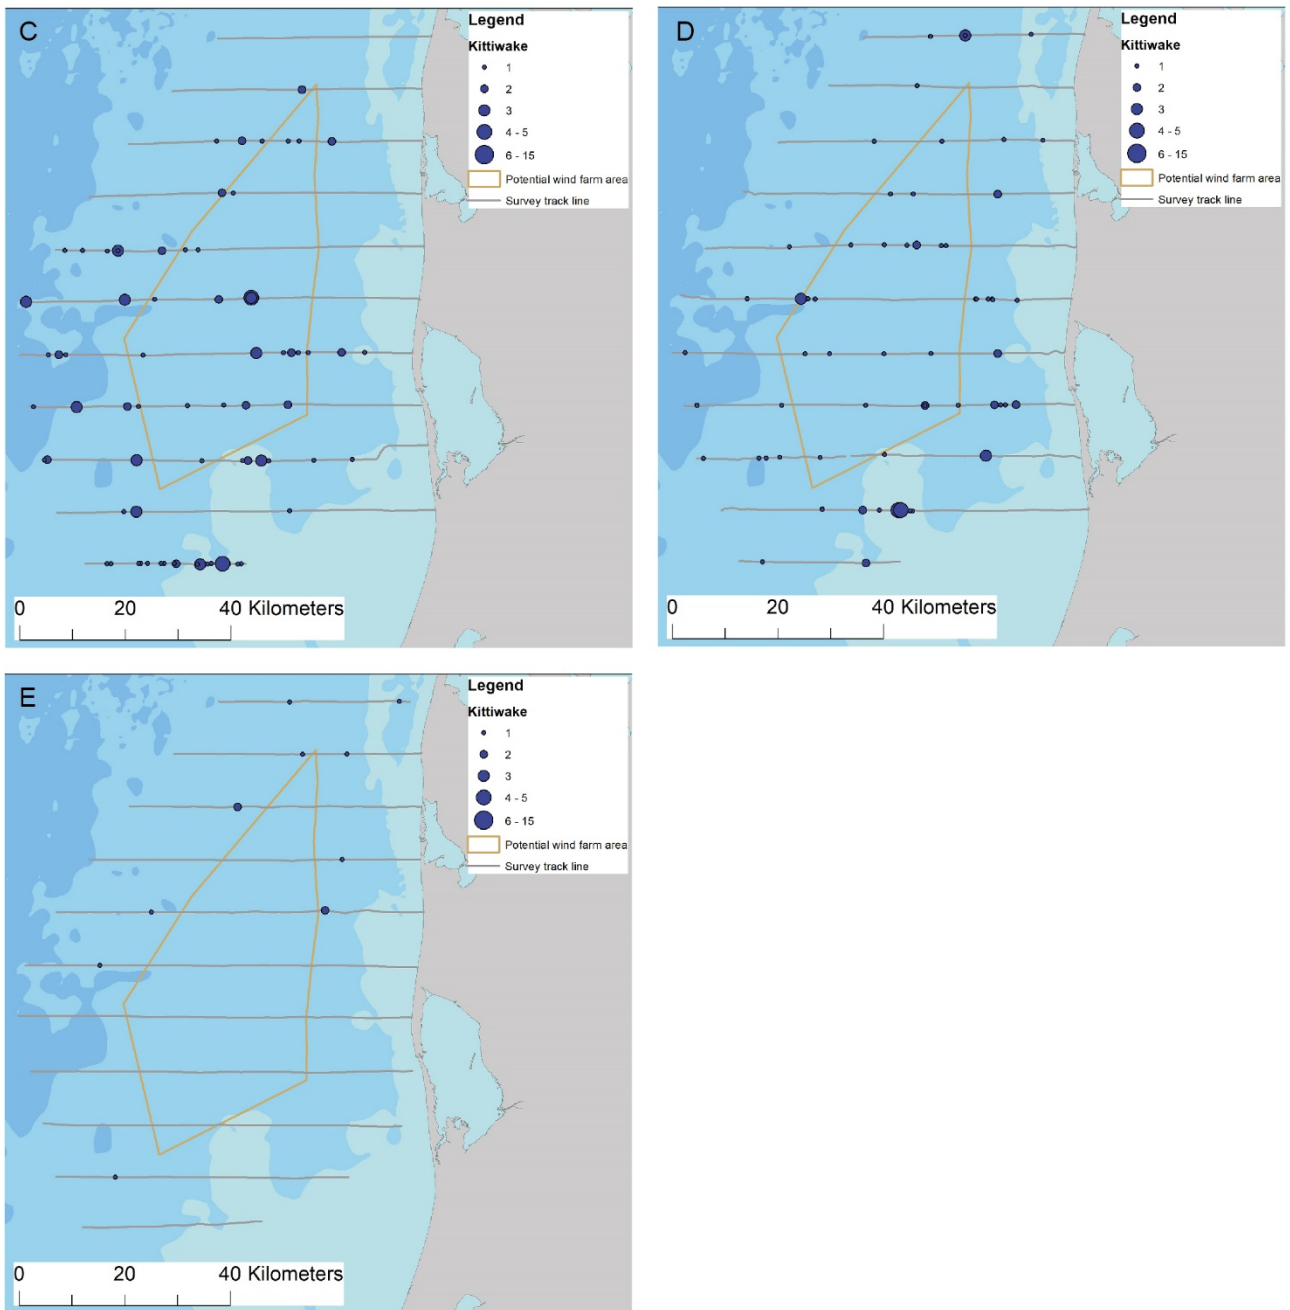 C
Legend
Kittiwake
1
2
3
4 - 5
6 - 15
Potential wind farm area
Survey track line
0 20 40 Kilometers
D
Legend
Kittiwake
1
2
3
4 - 5
6 - 15
Potential wind farm area
Survey track line
0 20 40 Kilometers
E
Legend
Kittiwake
1
2
3
4 - 5
6 - 15
Potential wind farm area
Survey track line
0 20 40 Kilometers